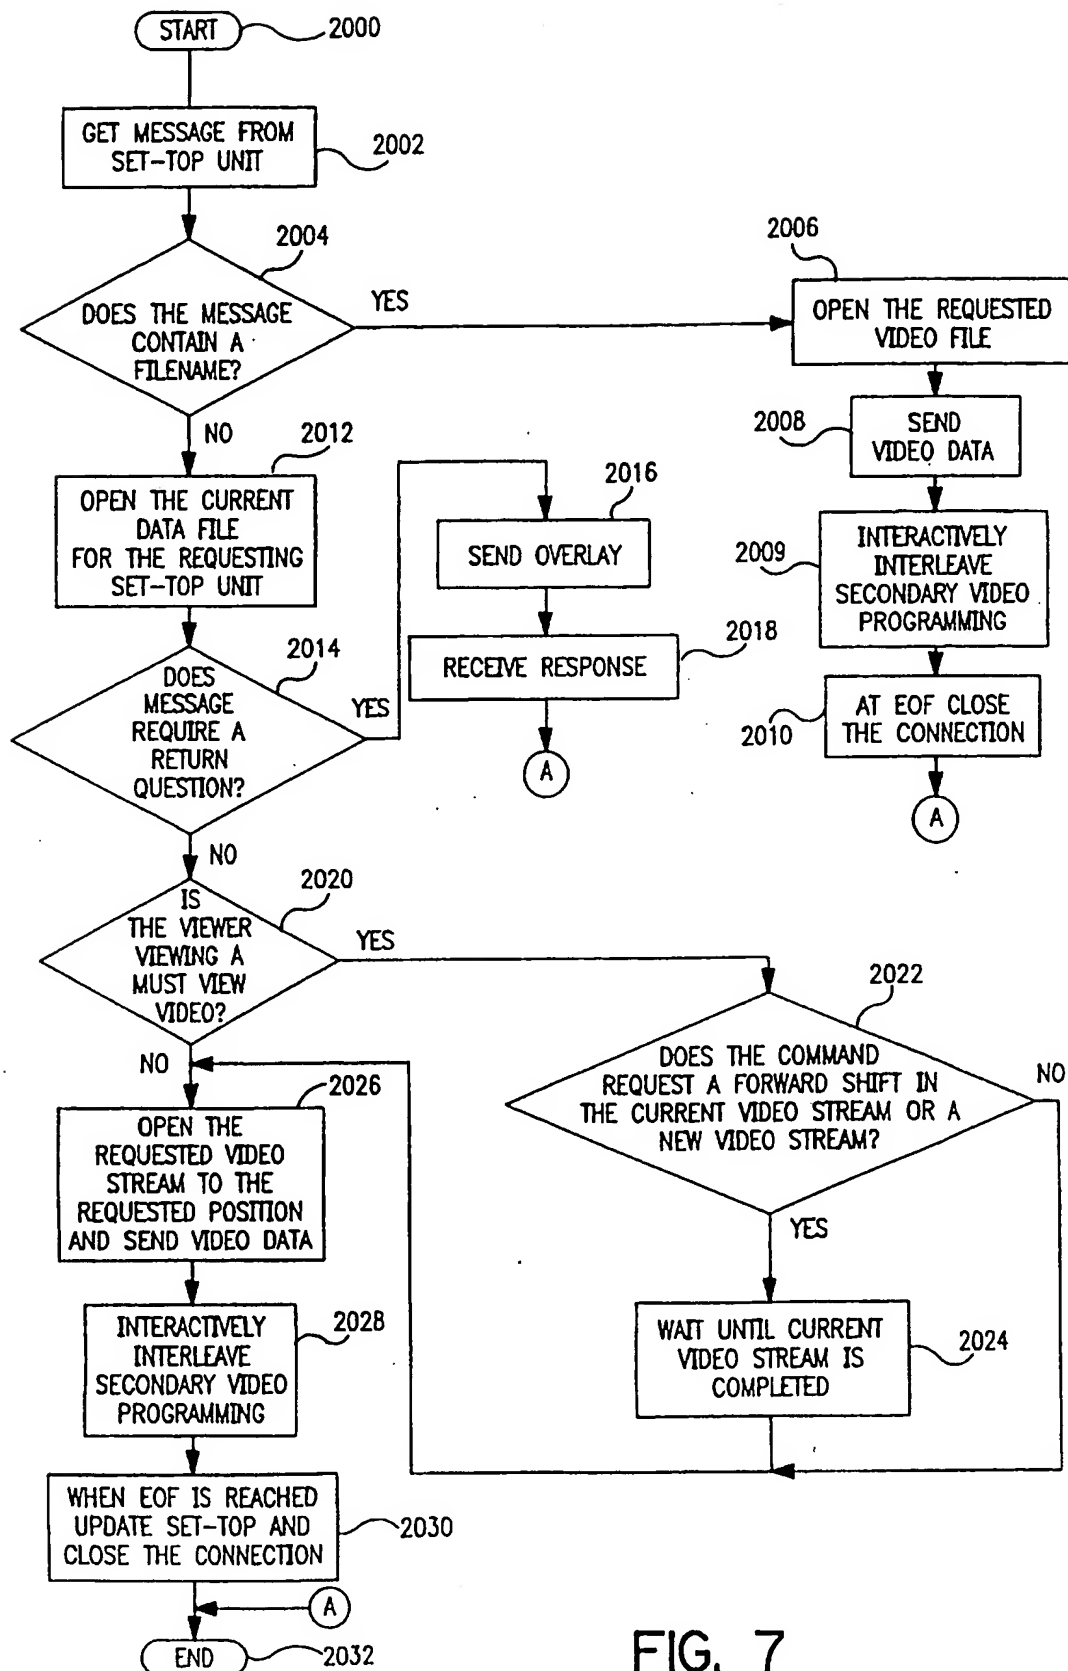 START
2000
GET MESSAGE FROM
SET-TOP UNIT
2002
2004
DOES THE MESSAGE
CONTAIN A
FILENAME?
YES
NO
2006
OPEN THE REQUESTED
VIDEO FILE
2008
SEND
VIDEO DATA
2009
INTERACTIVELY
INTERLEAVE
SECONDARY VIDEO
PROGRAMMING
2010
AT EOF CLOSE
THE CONNECTION
A
2012
OPEN THE CURRENT
DATA FILE
FOR THE REQUESTING
SET-TOP UNIT
2014
DOES
MESSAGE
REQUIRE A
RETURN
QUESTION?
YES
NO
2016
SEND OVERLAY
2018
RECEIVE RESPONSE
A
2020
IS
THE VIEWER
VIEWING A
MUST VIEW
VIDEO?
YES
NO
2022
DOES THE COMMAND
REQUEST A FORWARD SHIFT IN
THE CURRENT VIDEO STREAM OR A
NEW VIDEO STREAM?
NO
YES
2024
WAIT UNTIL CURRENT
VIDEO STREAM IS
COMPLETED
2026
OPEN THE
REQUESTED VIDEO
STREAM TO THE
REQUESTED POSITION
AND SEND VIDEO DATA
2028
INTERACTIVELY
INTERLEAVE
SECONDARY VIDEO
PROGRAMMING
WHEN EOF IS REACHED
UPDATE SET-TOP AND
CLOSE THE CONNECTION
2030
A
END
2032
FIG. 7